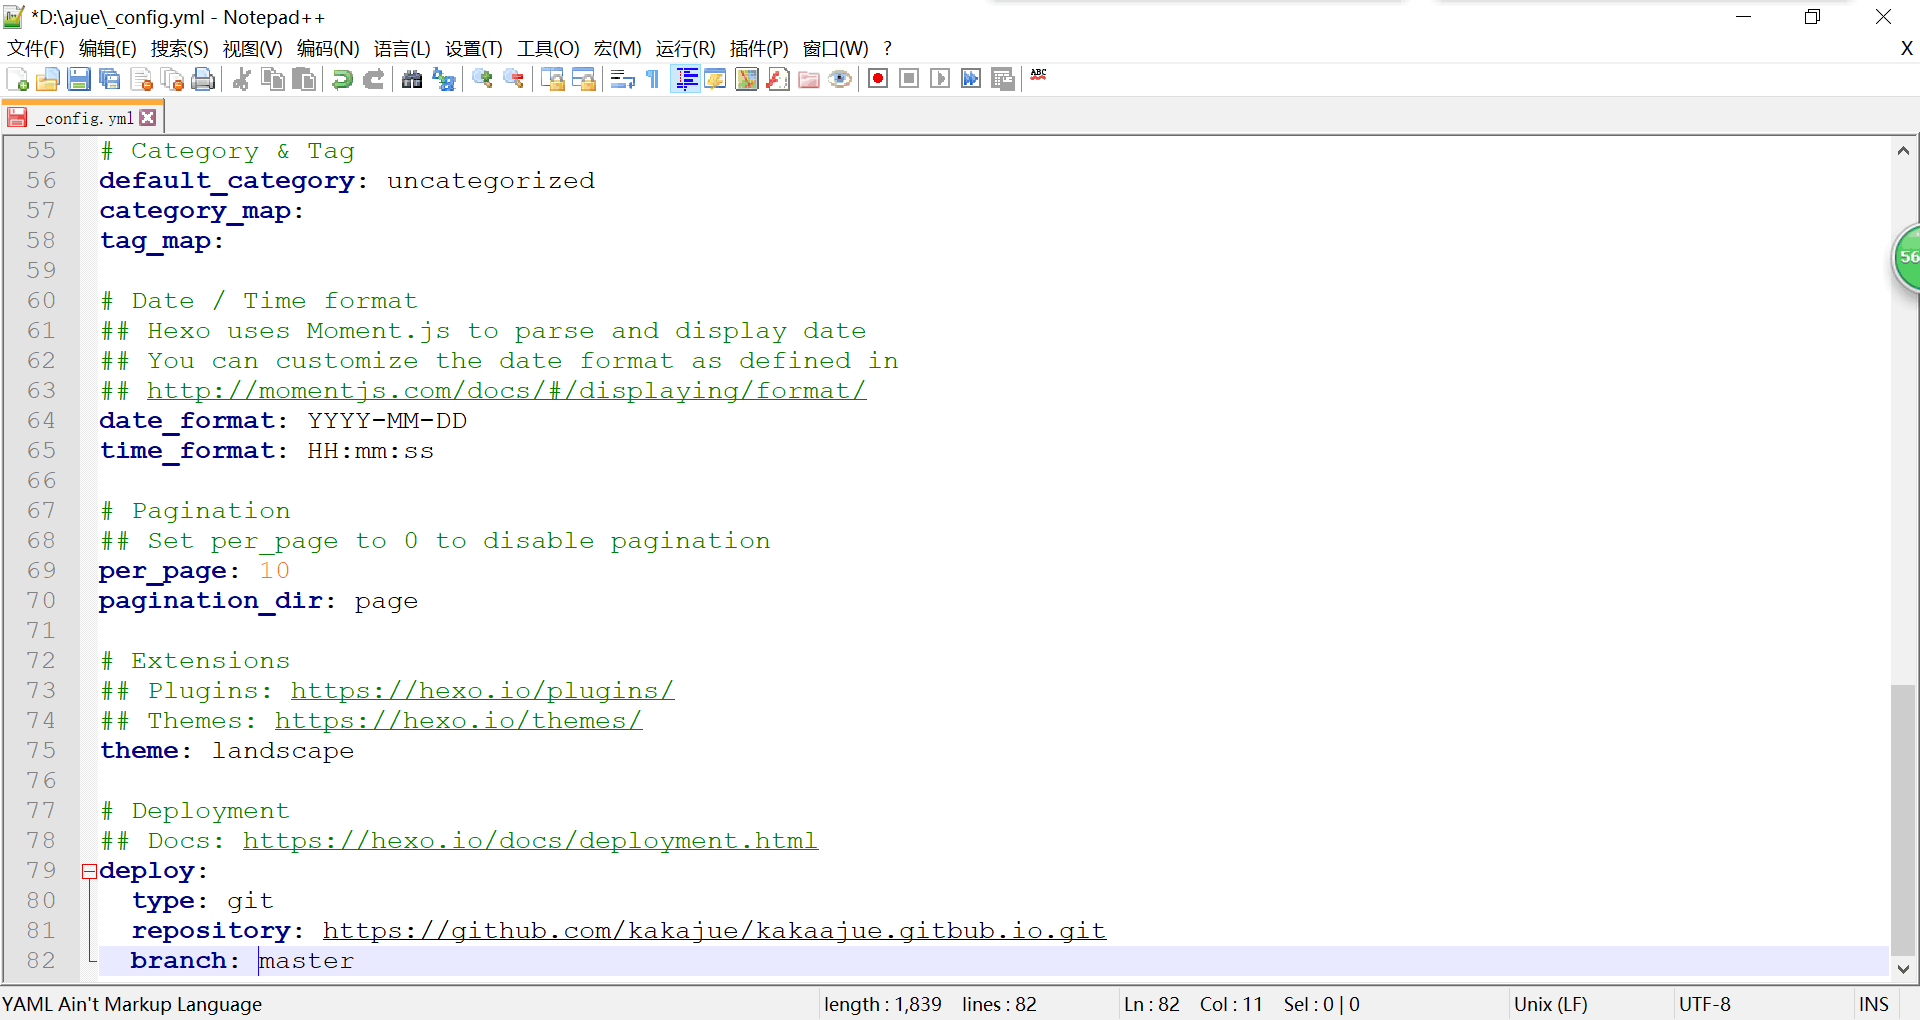 *D:\ajue\_config.yml - Notepad++
文件(F) 编辑(E) 搜索(S) 视图(V) 编码(N) 语言(L) 设置(T) 工具(O) 宏(M) 运行(R) 插件(P) 窗口(W) ? X
ABC
_config.yml
55 # Category & Tag
56 default_category: uncategorized
57 category_map:
58 tag_map:
59
60 # Date / Time format
61 ## Hexo uses Moment.js to parse and display date
62 ## You can customize the date format as defined in
63 ## http://momentjs.com/docs/#/displaying/format/
64 date_format: YYYY-MM-DD
65 time_format: HH:mm:ss
66
67 # Pagination
68 ## Set per_page to 0 to disable pagination
69 per_page: 10
70 pagination_dir: page
71
72 # Extensions
73 ## Plugins: https://hexo.io/plugins/
74 ## Themes: https://hexo.io/themes/
75 theme: landscape
76
77 # Deployment
78 ## Docs: https://hexo.io/docs/deployment.html
79 deploy:
80 type: git
81 repository: https://github.com/kakajue/kakaajue.gitbub.io.git
82 branch: master
56
YAML Ain't Markup Language length : 1,839 lines : 82 Ln : 82 Col : 11 Sel : 0 | 0 Unix (LF) UTF-8 INS